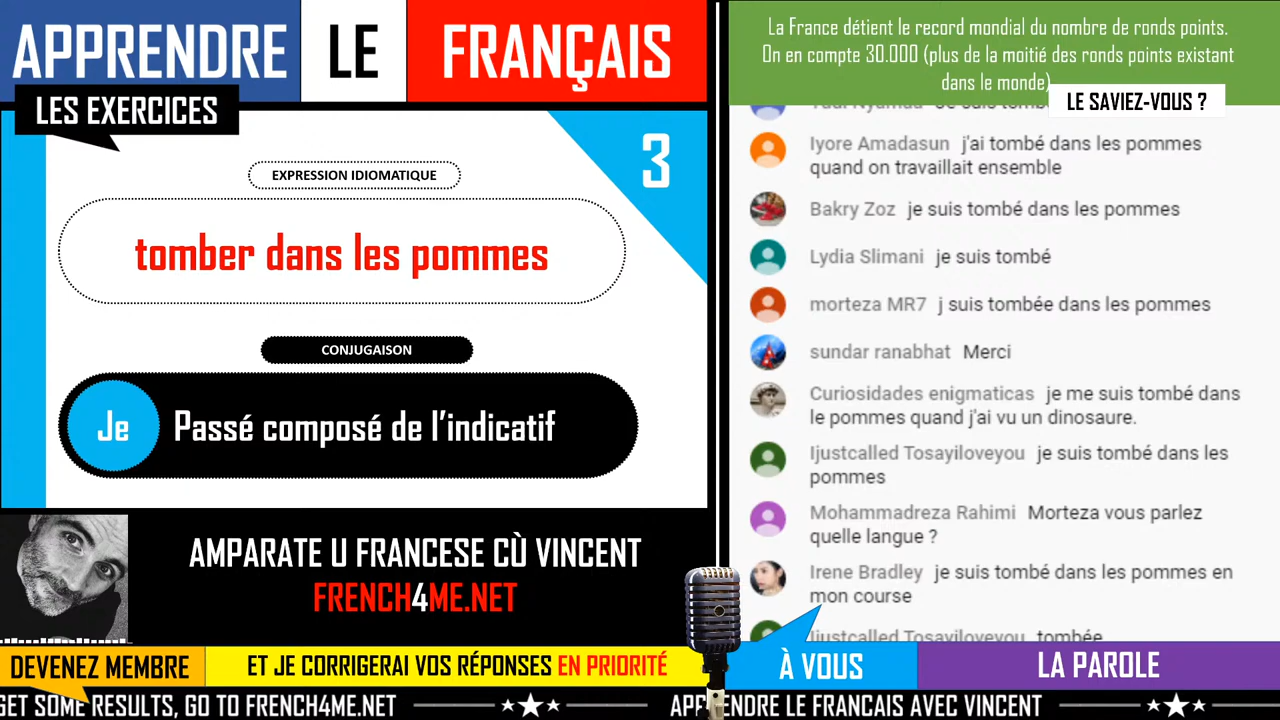 APPRENDRE LE FRANÇAIS
LES EXERCICES
3
EXPRESSION IDIOMATIQUE
tomber dans les pommes
CONJUGAISON
Je Passé composé de l'indicatif
AMPARATE U FRANCESE CÙ VINCENT
FRENCH4ME.NET
DEVENEZ MEMBRE
ET JE CORRIGERAI VOS RÉPONSES EN PRIORITÉ
La France détient le record mondial du nombre de ronds points.
On en compte 30.000 (plus de la moitié des ronds points existant
dans le monde)
LE SAVIEZ-VOUS ?
Iyore Amadasun j'ai tombé dans les pommes
quand on travaillait ensemble
Bakry Zoz je suis tombé dans les pommes
Lydia Slimani je suis tombé
morteza MR7 j suis tombée dans les pommes
sundar ranabhat Merci
Curiosidades enigmaticas je me suis tombé dans
le pommes quand j'ai vu un dinosaure.
Ijustcalled Tosayiloveyou je suis tombé dans les
pommes
Mohammadreza Rahimi Morteza vous parlez
quelle langue ?
Irene Bradley je suis tombé dans les pommes en
mon course
Ijustcalled Tosayiloveyou tombée
À VOUS
LA PAROLE
GET SOME RESULTS, GO TO FRENCH4ME.NET
APPRENDRE LE FRANCAIS AVEC VINCENT